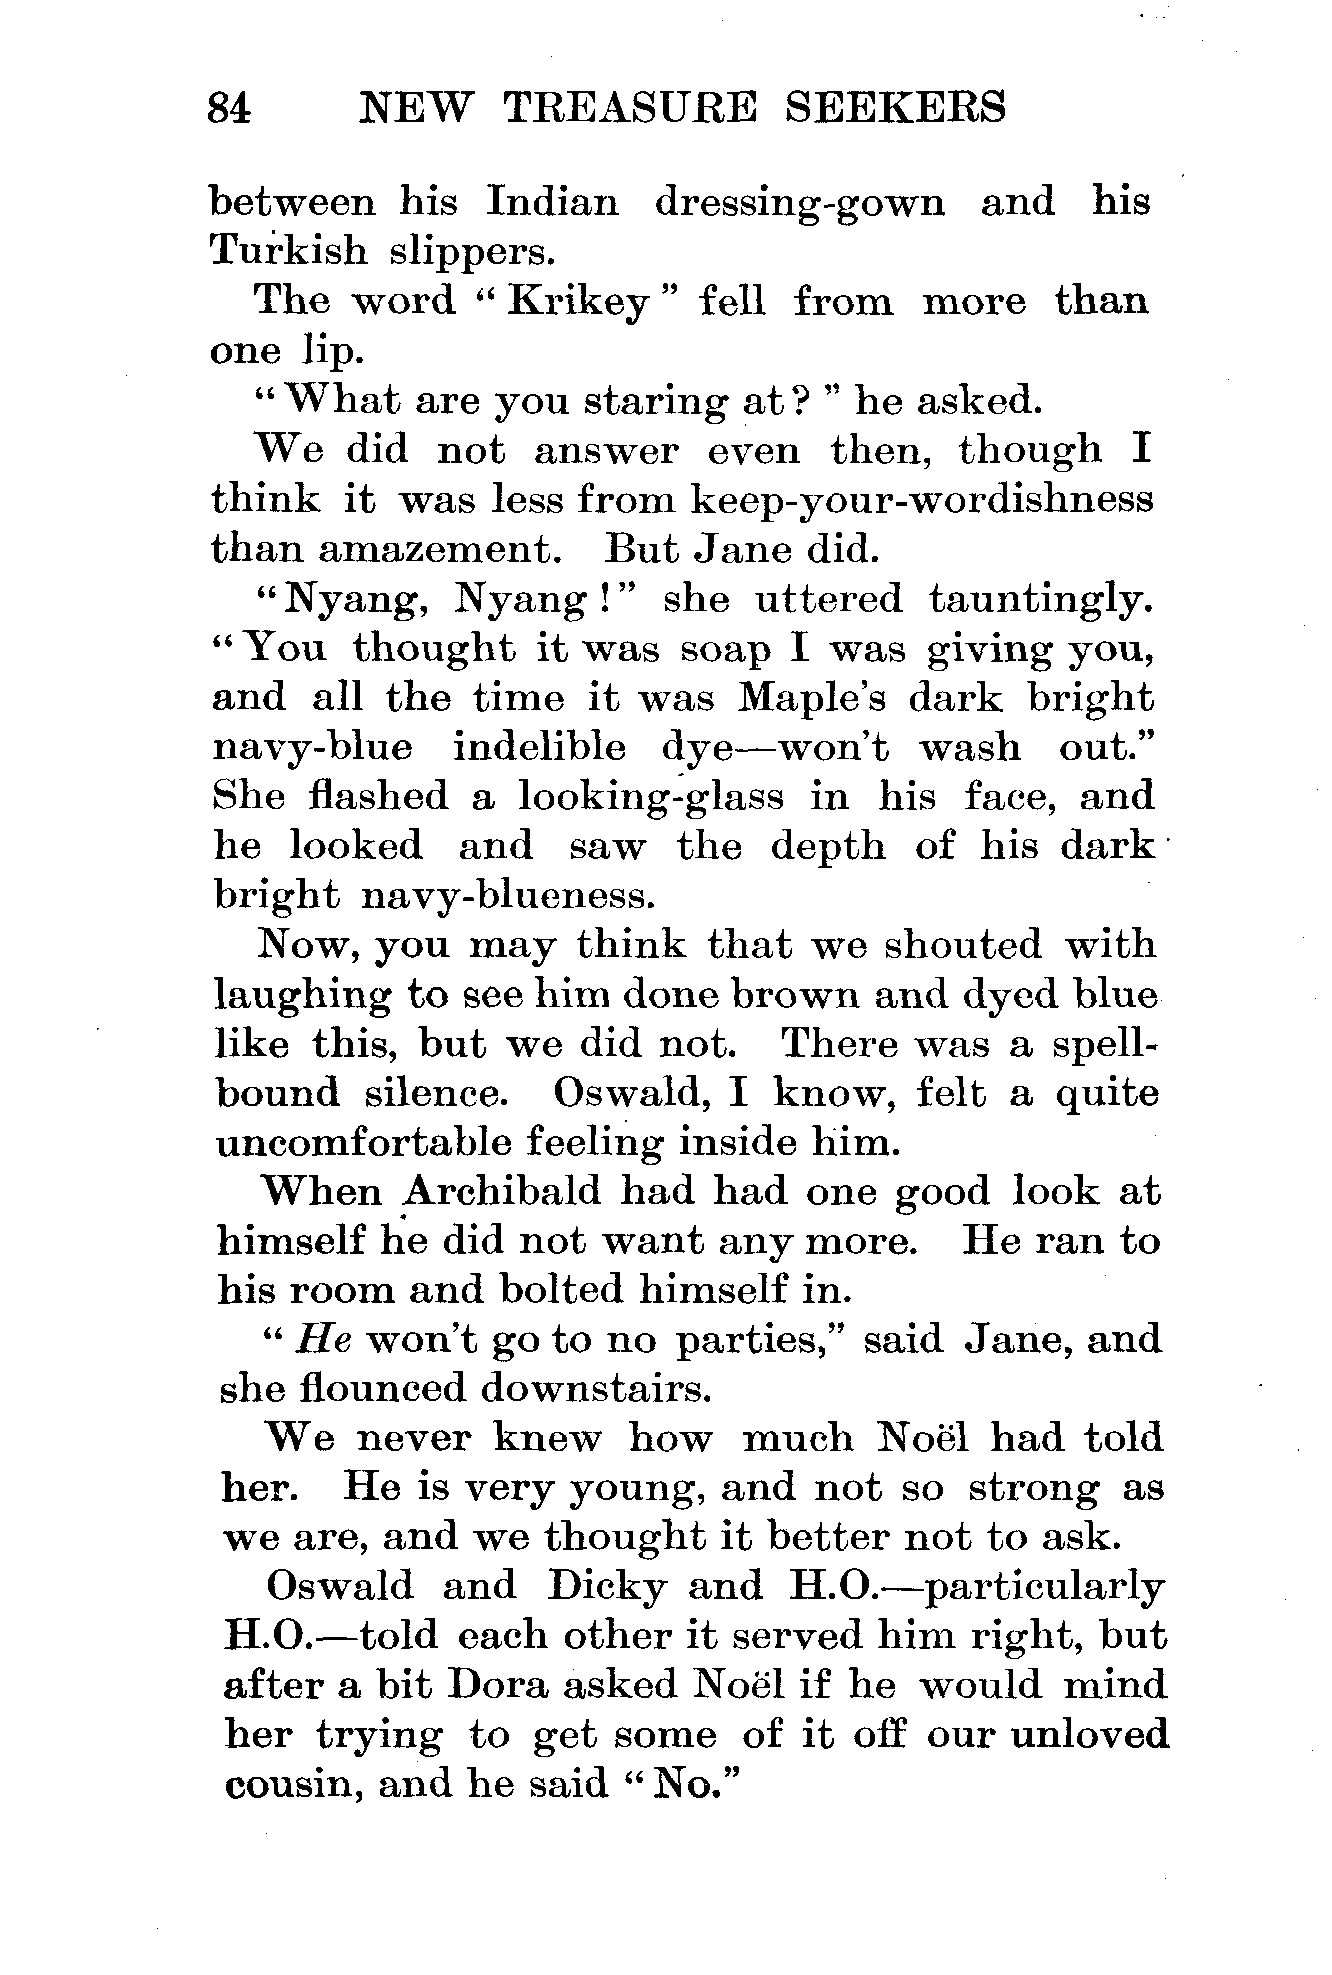 84 NEW TREASURE SEEKERS
between his Indian dressing-gown and his
Turkish slippers.
The word "Krikey" fell from more than
one lip.
"What are you staring at?" he asked.
We did not answer even then, though I
think it was less from keep-your-wordishness
than amazement. But Jane did.
"Nyang, Nyang!" she uttered tauntingly.
"You thought it was soap I was giving you,
and all the time it was Maple's dark bright
navy-blue indelible dye—won't wash out."
She flashed a looking-glass in his face, and
he looked and saw the depth of his dark
bright navy-blueness.
Now, you may think that we shouted with
laughing to see him done brown and dyed blue
like this, but we did not. There was a spell-
bound silence. Oswald, I know, felt a quite
uncomfortable feeling inside him.
When Archibald had had one good look at
himself he did not want any more. He ran to
his room and bolted himself in.
"He won't go to no parties," said Jane, and
she flounced downstairs.
We never knew how much Noël had told
her. He is very young, and not so strong as
we are, and we thought it better not to ask.
Oswald and Dicky and H.O.—particularly
H.O.—told each other it served him right, but
after a bit Dora asked Noël if he would mind
her trying to get some of it off our unloved
cousin, and he said "No."